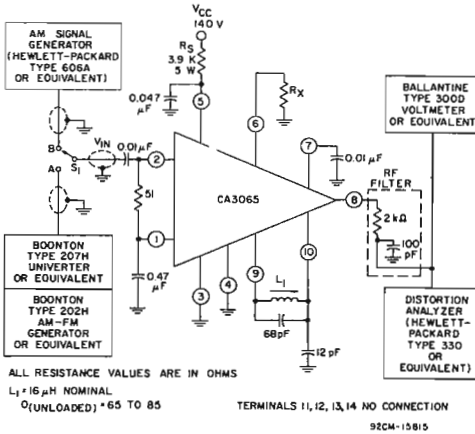 AM SIGNAL
GENERATOR
(HEWLETT-PACKARD
TYPE 606A
OR EQUIVALENT)
VCC
140 V
RS
3.9 K
5 W
0.047
µF
5
6
RX
BALLANTINE
TYPE 300D
VOLTMETER
OR EQUIVALENT
B
A
S1
VIN
0.01µF
2
51
1
0.47
µF
CA3065
7
0.01µF
RF
FILTER
8
2 kΩ
100
pF
3
4
9
10
L1
68pF
12 pF
BOONTON
TYPE 207H
UNIVERTER
OR EQUIVALENT
BOONTON
TYPE 202H
AM-FM
GENERATOR
OR EQUIVALENT
DISTORTION
ANALYZER
(HEWLETT-
PACKARD
TYPE 330
OR
EQUIVALENT)
ALL RESISTANCE VALUES ARE IN OHMS
L1 = 16 µH NOMINAL
Q(UNLOADED) = 65 TO 85
TERMINALS 11, 12, 13, 14 NO CONNECTION
92CM-15815